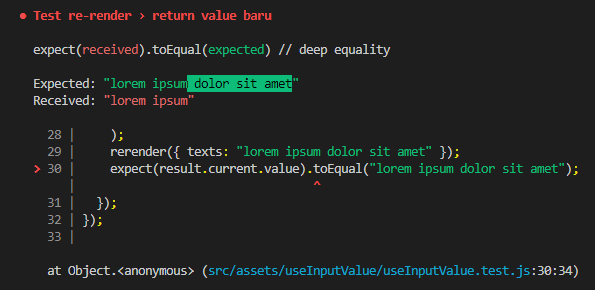 ● Test re-render › return value baru
expect(received).toEqual(expected) // deep equality
Expected: "lorem ipsum dolor sit amet"
Received: "lorem ipsum"
28 |     );
29 |     rerender({ texts: "lorem ipsum dolor sit amet" });
> 30 |     expect(result.current.value).toEqual("lorem ipsum dolor sit amet");
|                                  ^
31 |   });
32 | });
33 |
at Object.<anonymous> (src/assets/useInputValue/useInputValue.test.js:30:34)